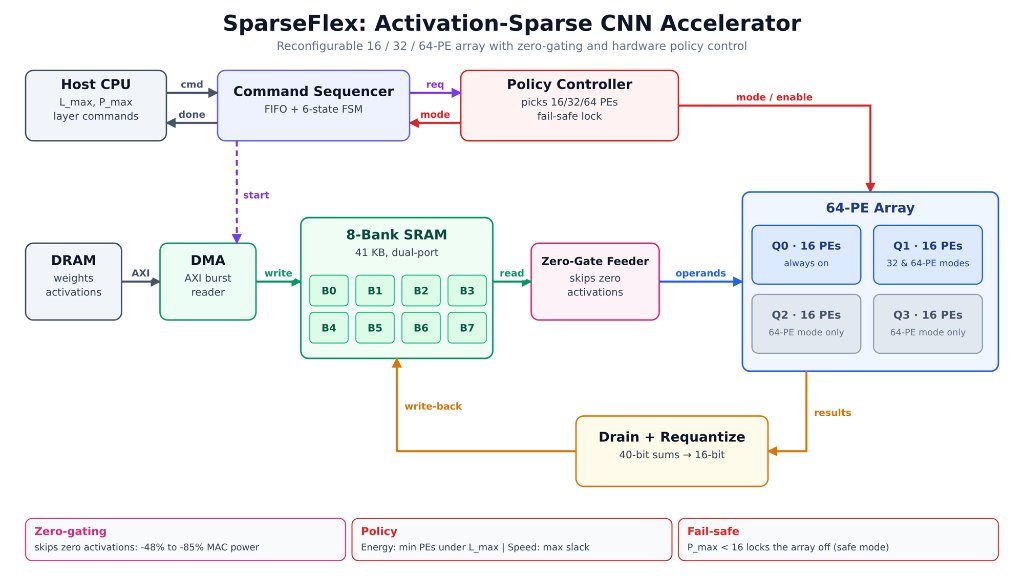 SparseFlex: Activation-Sparse CNN Accelerator
Reconfigurable 16 / 32 / 64-PE array with zero-gating and hardware policy control
Host CPU
L_max, P_max
layer commands
cmd
done
Command Sequencer
FIFO + 6-state FSM
req
mode
Policy Controller
picks 16/32/64 PEs
fail-safe lock
mode / enable
start
DRAM
weights
activations
AXI
DMA
AXI burst
reader
write
8-Bank SRAM
41 KB, dual-port
B0 B1 B2 B3
B4 B5 B6 B7
read
Zero-Gate Feeder
skips zero
activations
operands
64-PE Array
Q0 · 16 PEs
always on
Q1 · 16 PEs
32 & 64-PE modes
Q2 · 16 PEs
64-PE mode only
Q3 · 16 PEs
64-PE mode only
write-back
results
Drain + Requantize
40-bit sums → 16-bit
Zero-gating
skips zero activations: -48% to -85% MAC power
Policy
Energy: min PEs under L_max | Speed: max slack
Fail-safe
P_max < 16 locks the array off (safe mode)